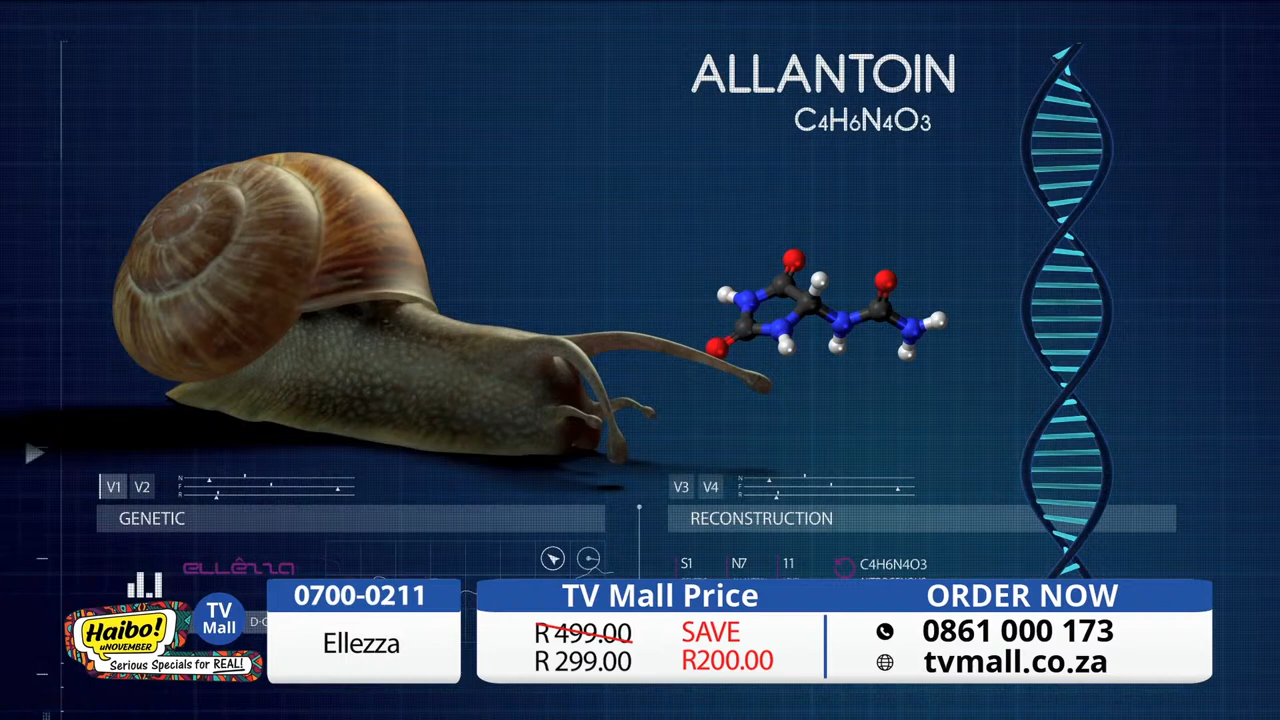 ALLANTOIN
C4H6N4O3
V1 V2
N
F
R
V3 V4
N
F
R
GENETIC
RECONSTRUCTION
S1 N7 11 C4H6N4O3
ellêzza
Haibo!
uNOVEMBER
Serious Specials for REAL!
TV
Mall
0700-0211
Ellezza
TV Mall Price
R 499.00
R 299.00
SAVE
R200.00
ORDER NOW
0861 000 173
tvmall.co.za